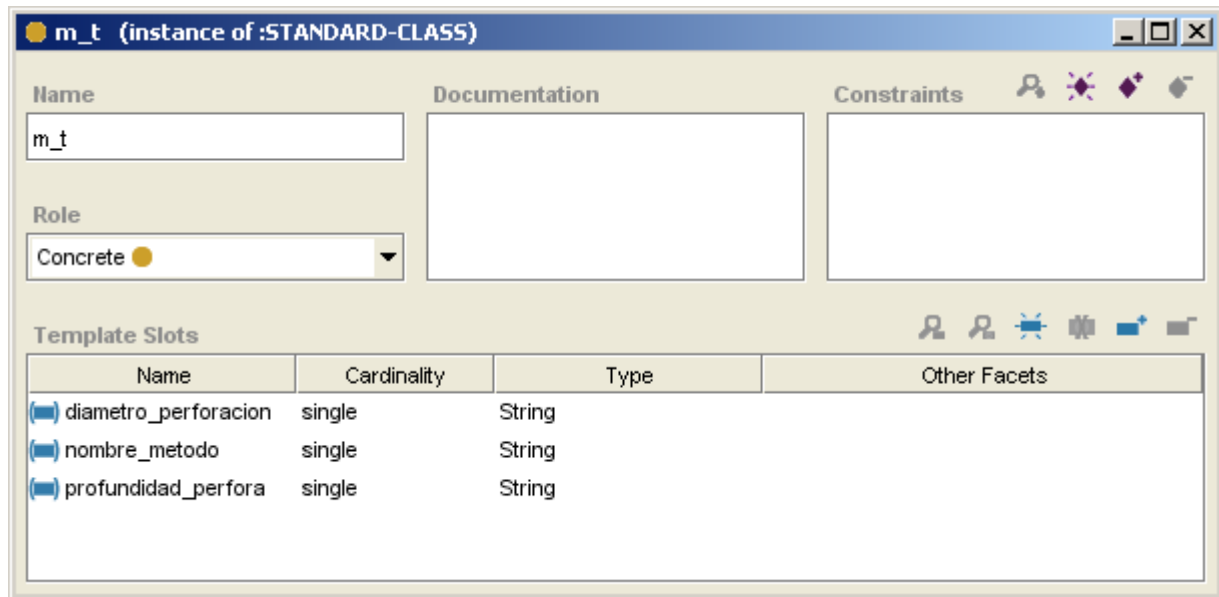 m_t (instance of :STANDARD-CLASS)
Name Documentation Constraints
m_t
Role
Concrete
Template Slots
Name Cardinality Type Other Facets
diametro_perforacion single String
nombre_metodo single String
profundidad_perfora single String